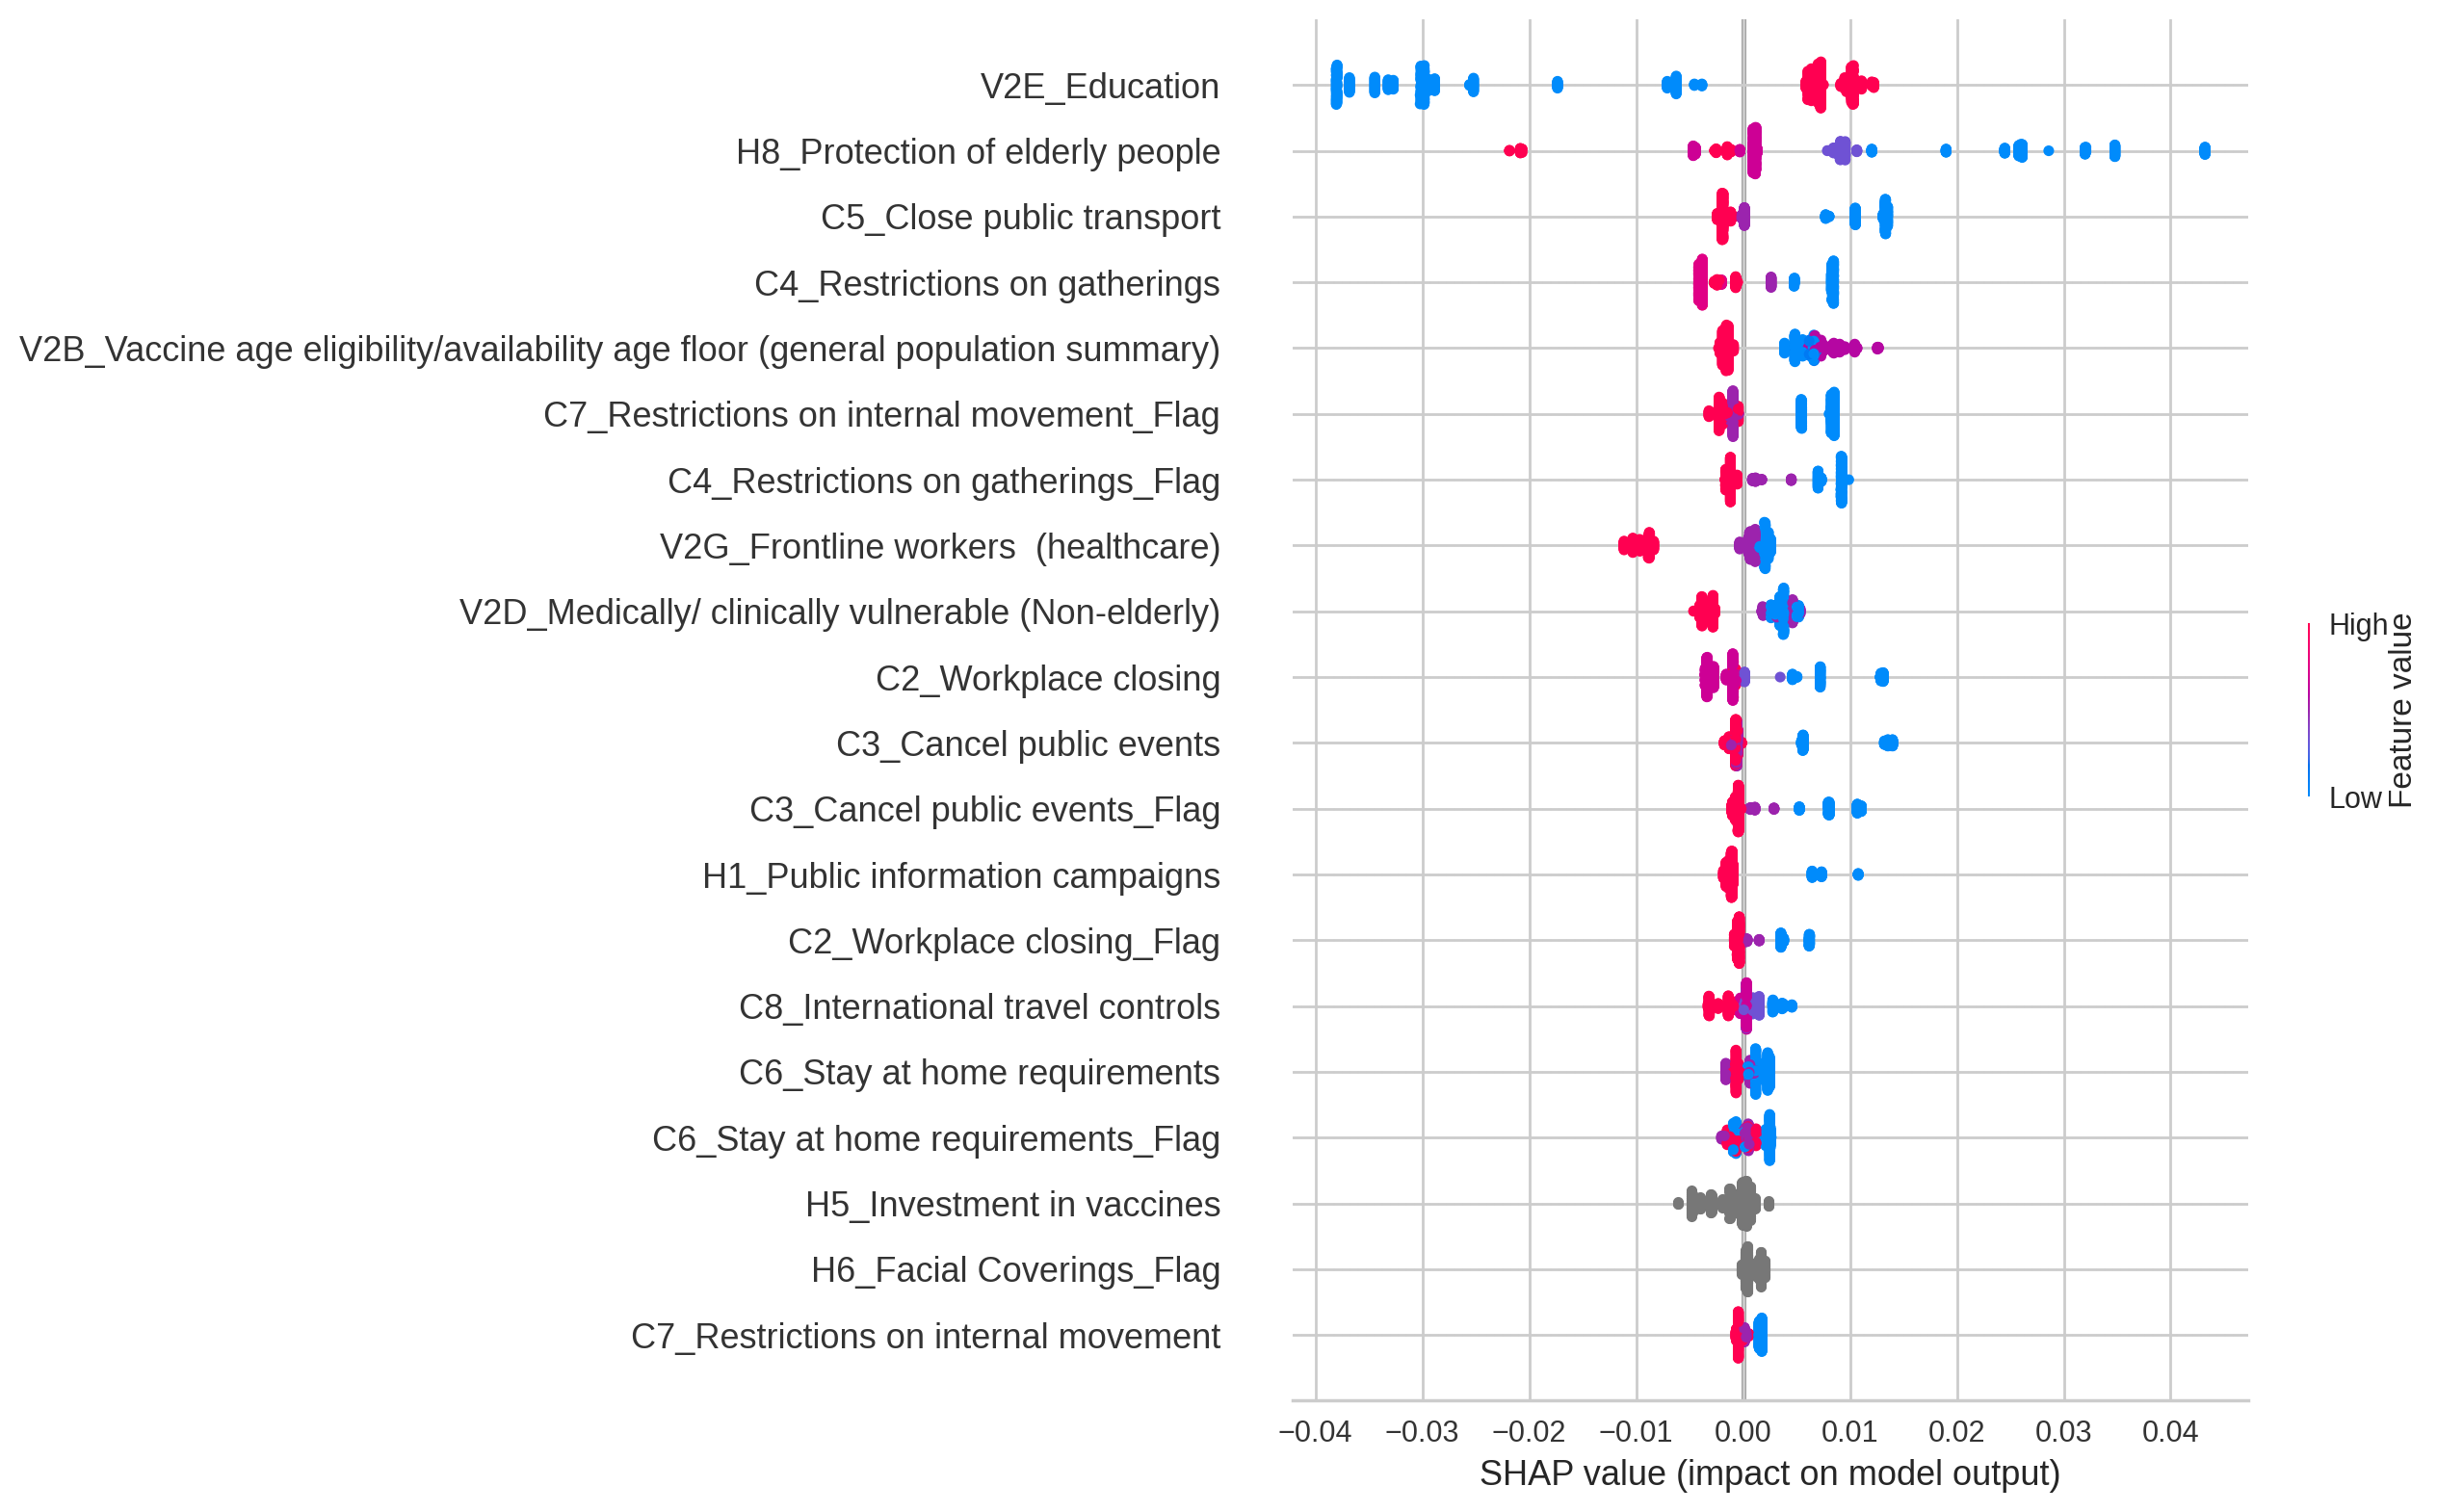 V2E_Education
H8_Protection of elderly people
C5_Close public transport
C4_Restrictions on gatherings
V2B_Vaccine age eligibility/availability age floor (general population summary)
C7_Restrictions on internal movement_Flag
C4_Restrictions on gatherings_Flag
V2G_Frontline workers  (healthcare)
V2D_Medically/ clinically vulnerable (Non-elderly)
C2_Workplace closing
C3_Cancel public events
C3_Cancel public events_Flag
H1_Public information campaigns
C2_Workplace closing_Flag
C8_International travel controls
C6_Stay at home requirements
C6_Stay at home requirements_Flag
H5_Investment in vaccines
H6_Facial Coverings_Flag
C7_Restrictions on internal movement
−0.04 −0.03 −0.02 −0.01 0.00 0.01 0.02 0.03 0.04
SHAP value (impact on model output)
High
Low
Feature value